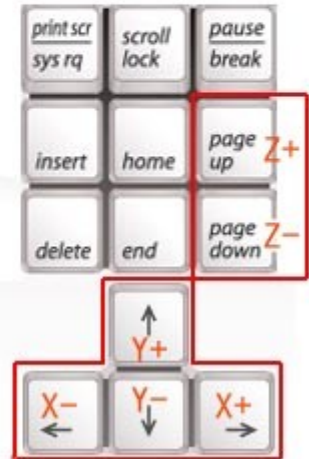 print scr
sys rq
scroll
lock
pause
break
insert
home
page
up
Z+
delete
end
page
down
Z-
Y+
X-
Y-
X+